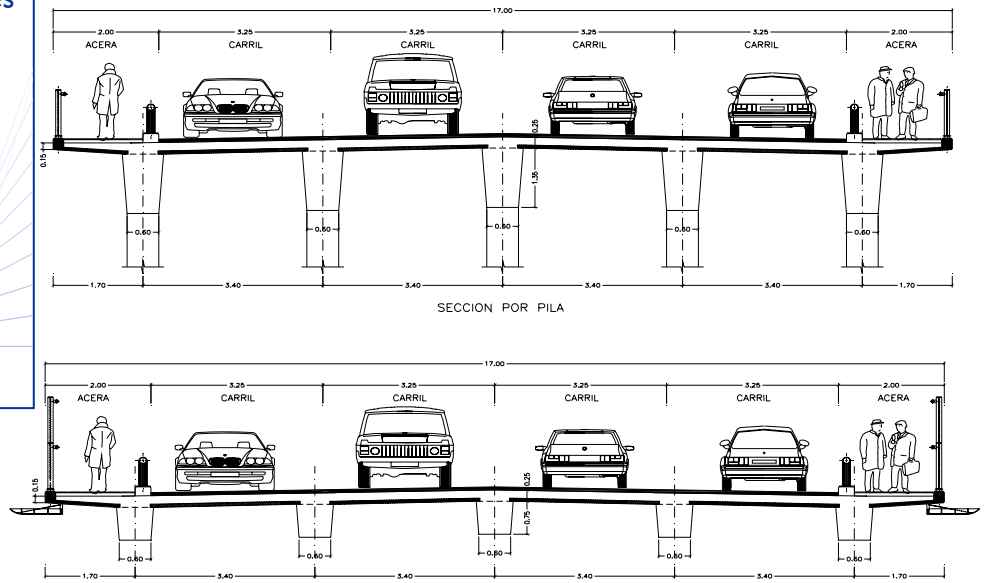 es
17.00
2.00 3.25 3.25 3.25 3.25 2.00
ACERA CARRIL CARRIL CARRIL CARRIL ACERA
0.25
0.15
1.35
0.60 0.60 0.60 0.60 0.60
1.70 3.40 3.40 3.40 3.40 1.70
SECCION POR PILA
17.00
2.00 3.25 3.25 3.25 3.25 2.00
ACERA CARRIL CARRIL CARRIL CARRIL ACERA
0.15 0.25
0.75
0.60 0.60 0.60 0.60 0.60
1.70 3.40 3.40 3.40 3.40 1.70